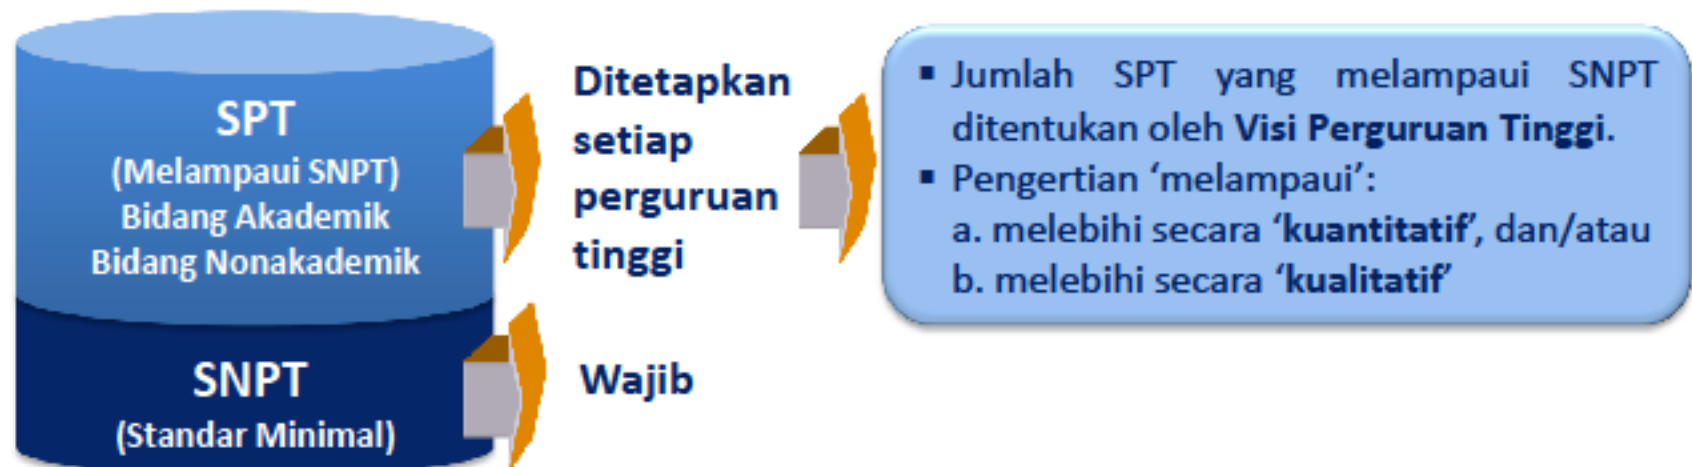 SPT
(Melampaui SNPT)
Bidang Akademik
Bidang Nonakademik
Ditetapkan
setiap
perguruan
tinggi
▪ Jumlah SPT yang melampaui SNPT
ditentukan oleh Visi Perguruan Tinggi.
▪ Pengertian ‘melampaui’:
a. melebihi secara ‘kuantitatif’, dan/atau
b. melebihi secara ‘kualitatif’
SNPT
(Standar Minimal)
Wajib